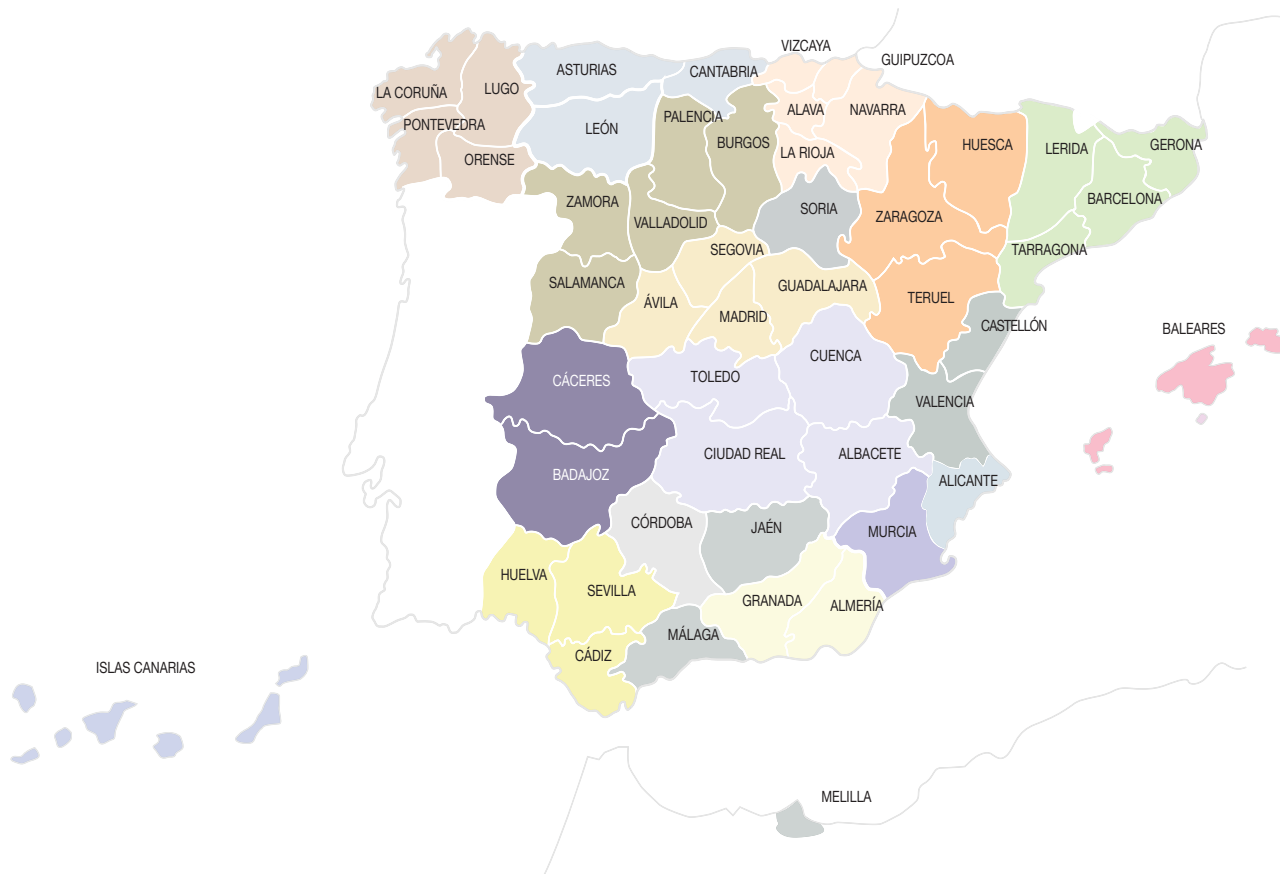 VIZCAYA
GUIPUZCOA
ASTURIAS
CANTABRIA
LA CORUÑA
LUGO
ALAVA
NAVARRA
PALENCIA
PONTEVEDRA
LEÓN
BURGOS
HUESCA
LERIDA
GERONA
LA RIOJA
ORENSE
ZAMORA
SORIA
BARCELONA
VALLADOLID
ZARAGOZA
SEGOVIA
TARRAGONA
SALAMANCA
GUADALAJARA
ÁVILA
TERUEL
MADRID
CASTELLÓN
BALEARES
CUENCA
CÁCERES
TOLEDO
VALENCIA
CIUDAD REAL
ALBACETE
BADAJOZ
ALICANTE
CÓRDOBA
JAÉN
MURCIA
HUELVA
SEVILLA
GRANADA
ALMERÍA
MÁLAGA
CÁDIZ
ISLAS CANARIAS
MELILLA